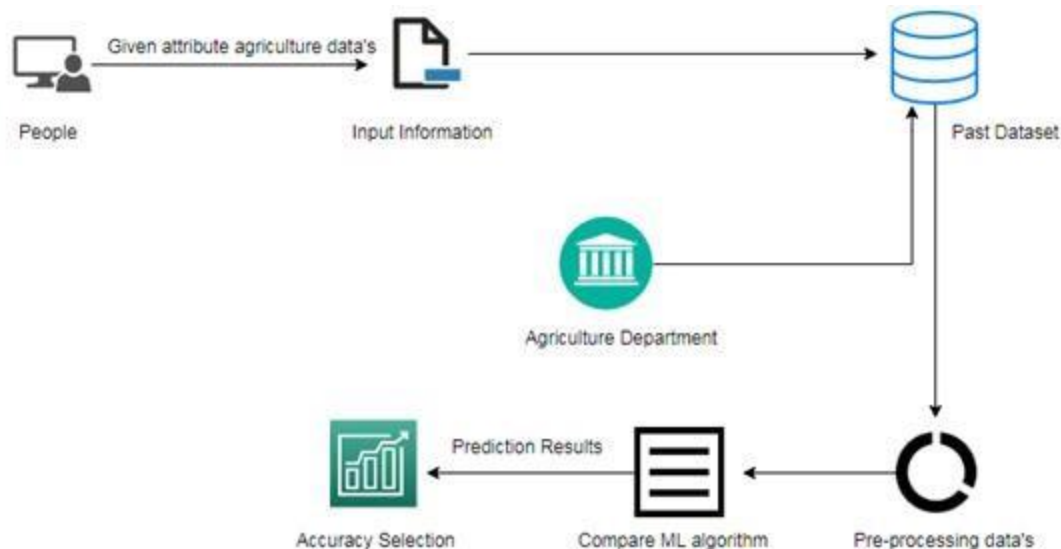 Given attribute agriculture data's
People
Input Information
Past Dataset
Agriculture Department
Prediction Results
Accuracy Selection
Compare ML algorithm
Pre-processing data's